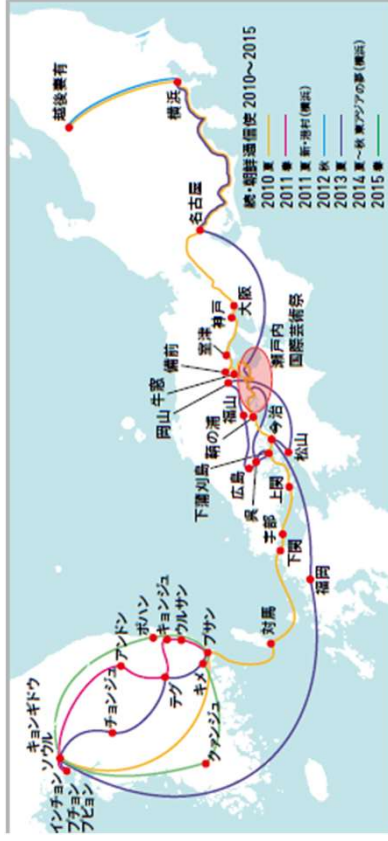 続・朝鮮通信使 2010〜2015
2010 夏
2011 春
2011 夏 新・港村(横浜)
2012 秋
2013 夏
2014 夏〜秋 東アジアの夢(横浜)
2015 春
越後妻有
横浜
名古屋
大阪
神戸
室津
備前
牛窓
岡山
瀬戸内
国際芸術祭
福山
鞆の浦
下蒲刈島
広島
呉
今治
松山
上関
宇部
下関
福岡
対馬
ポハン
キョンジュ
ウルサン
プサン
キメ
テグ
アンドン
チョンジュ
クァンジュ
キョンギドウ
ソウル
インチョン
プチョン
プピョン